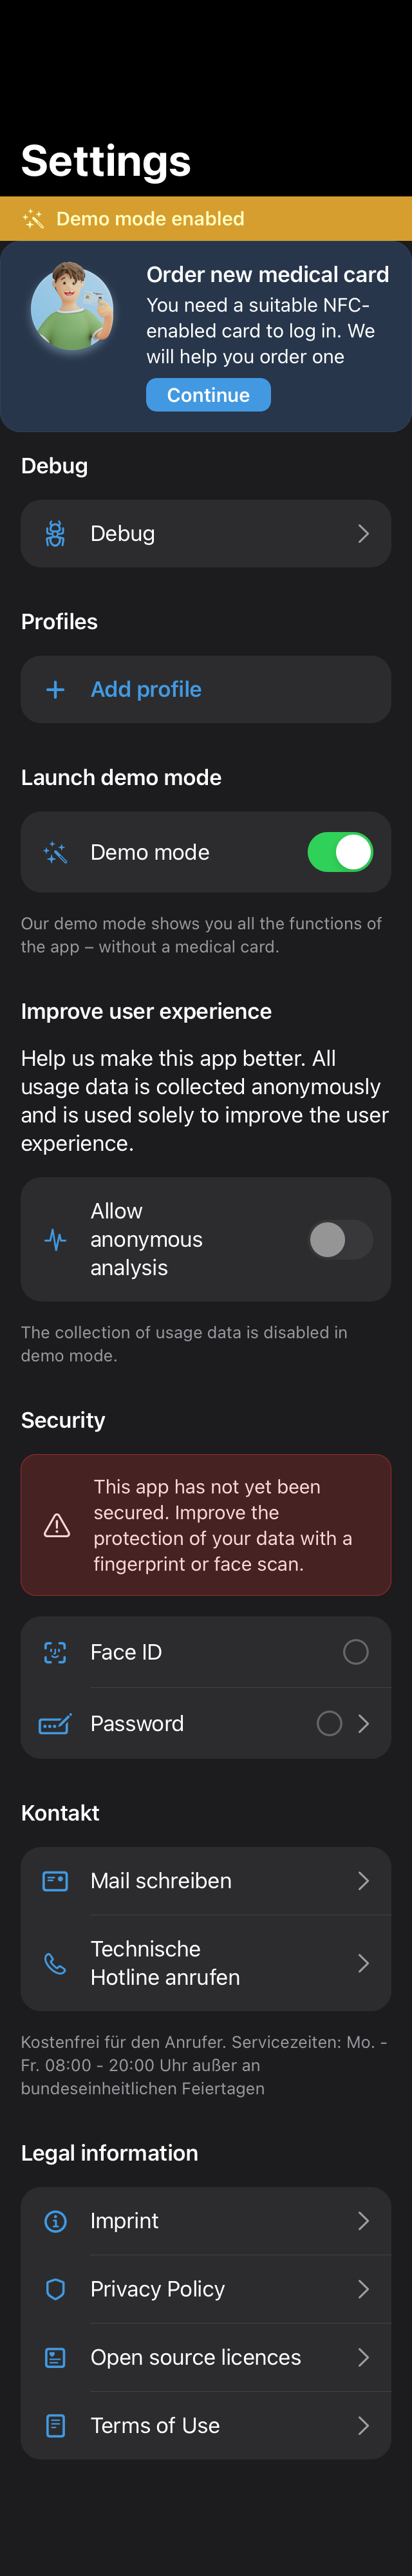 Settings
Demo mode enabled
Order new medical card
You need a suitable NFC-
enabled card to log in. We
will help you order one
Continue
Debug
Debug
Profiles
Add profile
Launch demo mode
Demo mode
Our demo mode shows you all the functions of
the app – without a medical card.
Improve user experience
Help us make this app better. All
usage data is collected anonymously
and is used solely to improve the user
experience.
Allow
anonymous
analysis
The collection of usage data is disabled in
demo mode.
Security
This app has not yet been
secured. Improve the
protection of your data with a
fingerprint or face scan.
Face ID
Password
Kontakt
Mail schreiben
Technische
Hotline anrufen
Kostenfrei für den Anrufer. Servicezeiten: Mo. -
Fr. 08:00 - 20:00 Uhr außer an
bundeseinheitlichen Feiertagen
Legal information
Imprint
Privacy Policy
Open source licences
Terms of Use